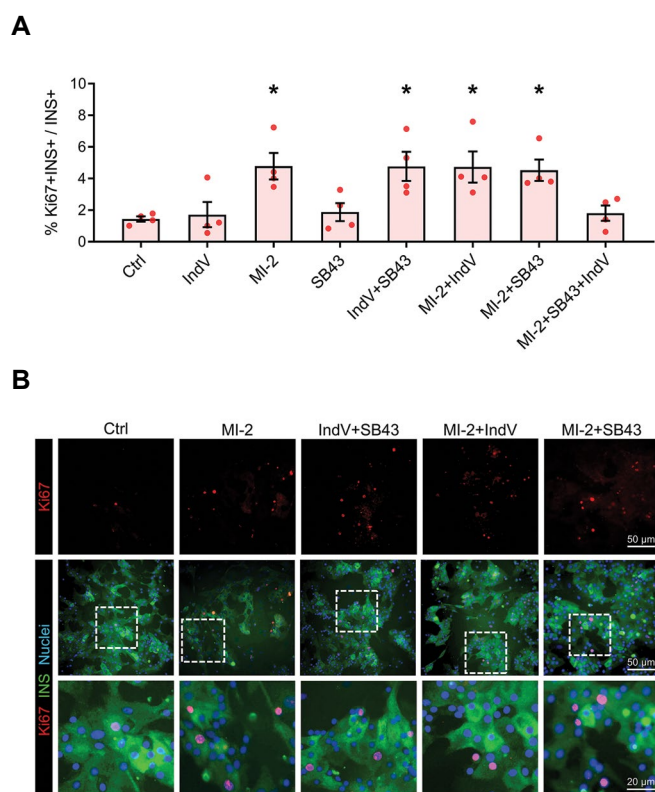 A
% Ki67+INS+ / INS+
10
8
6
4
2
0
*
*
*
*
Ctrl
IndV
MI-2
SB43
IndV+SB43
MI-2+IndV
MI-2+SB43
MI-2+SB43+IndV
B
Ctrl
MI-2
IndV+SB43
MI-2+IndV
MI-2+SB43
Ki67
50 μm
Ki67 INS Nuclei
50 μm
20 μm